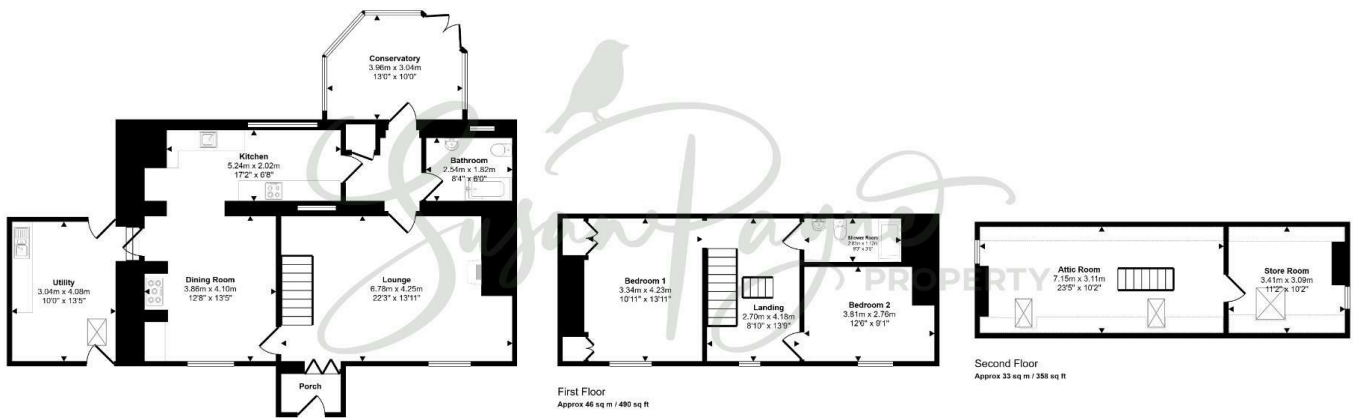 Conservatory
3.96m x 3.04m
13'0" x 10'0"
Kitchen
5.24m x 2.02m
17'2" x 6'8"
Bathroom
2.54m x 1.82m
8'4" x 6'0"
Utility
3.04m x 4.08m
10'0" x 13'5"
Dining Room
3.86m x 4.10m
12'8" x 13'5"
Lounge
6.78m x 4.25m
22'3" x 13'11"
Porch
Bedroom 1
3.34m x 4.23m
10'11" x 13'11"
Landing
2.70m x 4.18m
8'10" x 13'9"
Shower Room
Bedroom 2
3.81m x 2.76m
12'6" x 9'1"
First Floor
Approx 46 sq m / 490 sq ft
Attic Room
7.15m x 3.11m
23'5" x 10'2"
Store Room
3.41m x 3.09m
11'2" x 10'2"
Second Floor
Approx 33 sq m / 358 sq ft
Susan Payne
PROPERTY